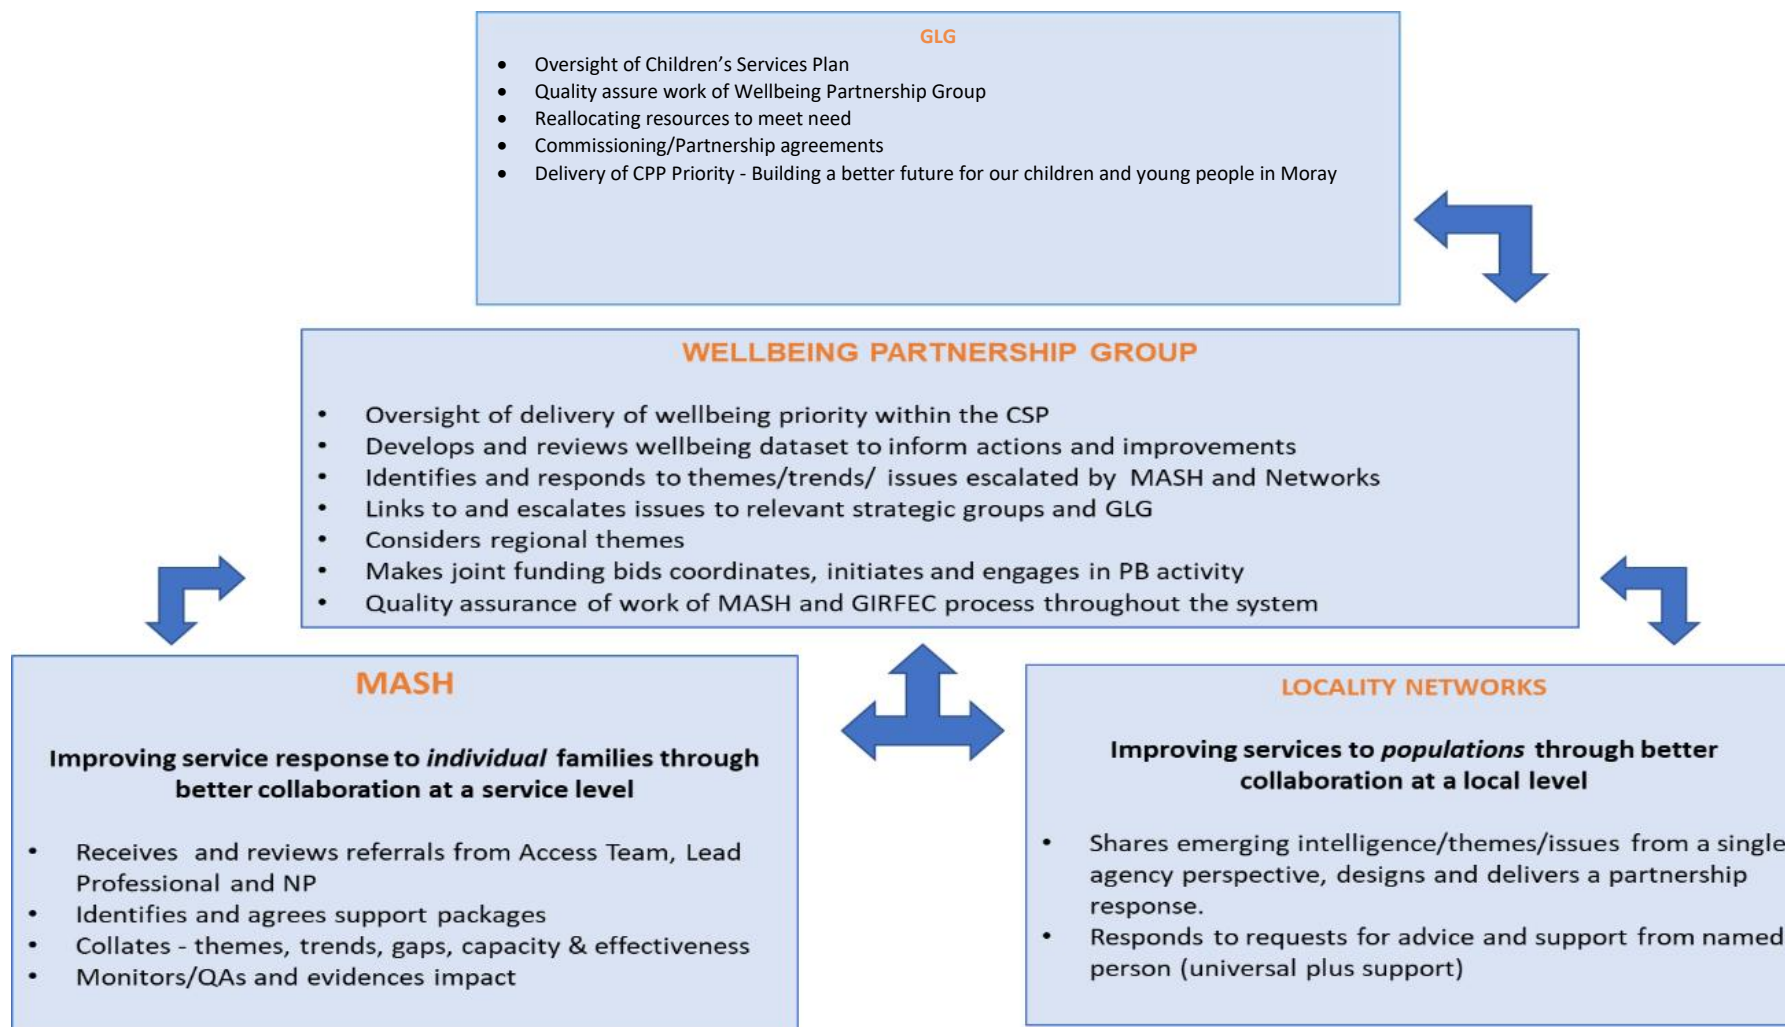 GLG
• Oversight of Children’s Services Plan
• Quality assure work of Wellbeing Partnership Group
• Reallocating resources to meet need
• Commissioning/Partnership agreements
• Delivery of CPP Priority - Building a better future for our children and young people in Moray
WELLBEING PARTNERSHIP GROUP
• Oversight of delivery of wellbeing priority within the CSP
• Develops and reviews wellbeing dataset to inform actions and improvements
• Identifies and responds to themes/trends/ issues escalated by MASH and Networks
• Links to and escalates issues to relevant strategic groups and GLG
• Considers regional themes
• Makes joint funding bids coordinates, initiates and engages in PB activity
• Quality assurance of work of MASH and GIRFEC process throughout the system
MASH
Improving service response to individual families through
better collaboration at a service level
• Receives and reviews referrals from Access Team, Lead
Professional and NP
• Identifies and agrees support packages
• Collates - themes, trends, gaps, capacity & effectiveness
• Monitors/QAs and evidences impact
LOCALITY NETWORKS
Improving services to populations through better
collaboration at a local level
• Shares emerging intelligence/themes/issues from a single
agency perspective, designs and delivers a partnership
response.
• Responds to requests for advice and support from named
person (universal plus support)